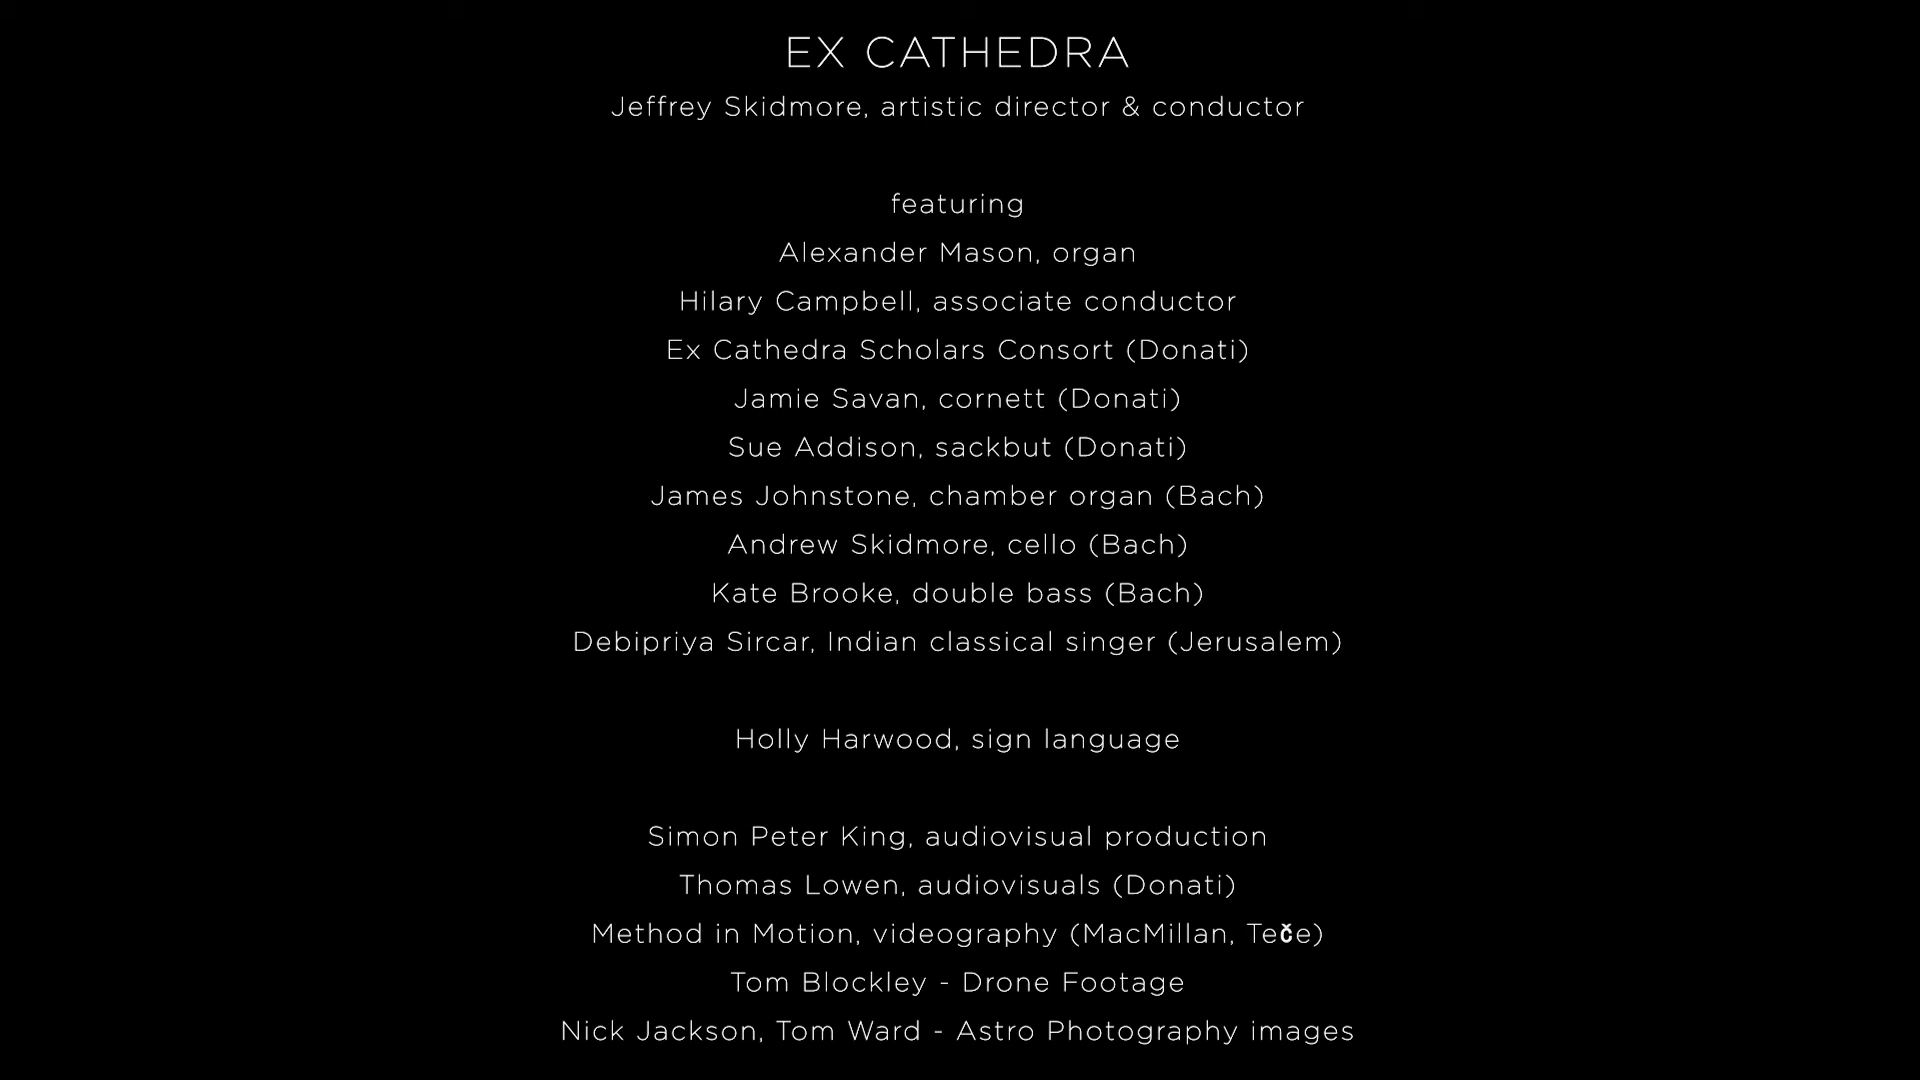 EX CATHEDRA
Jeffrey Skidmore, artistic director & conductor
featuring
Alexander Mason, organ
Hilary Campbell, associate conductor
Ex Cathedra Scholars Consort (Donati)
Jamie Savan, cornett (Donati)
Sue Addison, sackbut (Donati)
James Johnstone, chamber organ (Bach)
Andrew Skidmore, cello (Bach)
Kate Brooke, double bass (Bach)
Debipriya Sircar, Indian classical singer (Jerusalem)
Holly Harwood, sign language
Simon Peter King, audiovisual production
Thomas Lowen, audiovisuals (Donati)
Method in Motion, videography (MacMillan, Teče)
Tom Blockley - Drone Footage
Nick Jackson, Tom Ward - Astro Photography images